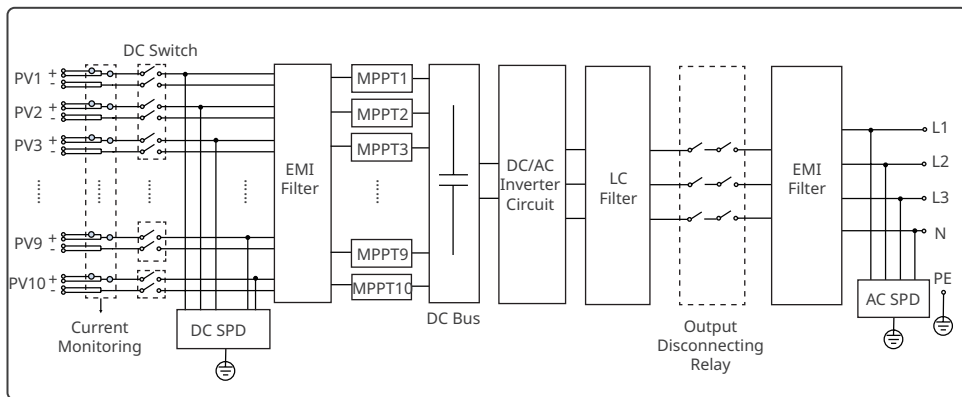 DC Switch
PV1 + -
PV2 + -
PV3 + -
PV9 + -
PV10 + -
Current
Monitoring
DC SPD
EMI
Filter
MPPT1
MPPT2
MPPT3
MPPT9
MPPT10
DC Bus
DC/AC
Inverter
Circuit
LC
Filter
Output
Disconnecting
Relay
EMI
Filter
L1
L2
L3
N
PE
AC SPD